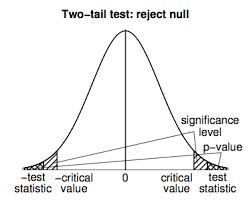 Two−tail test: reject null
significance
level
p−value
−test
statistic
−critical
value
0
critical
value
test
statistic